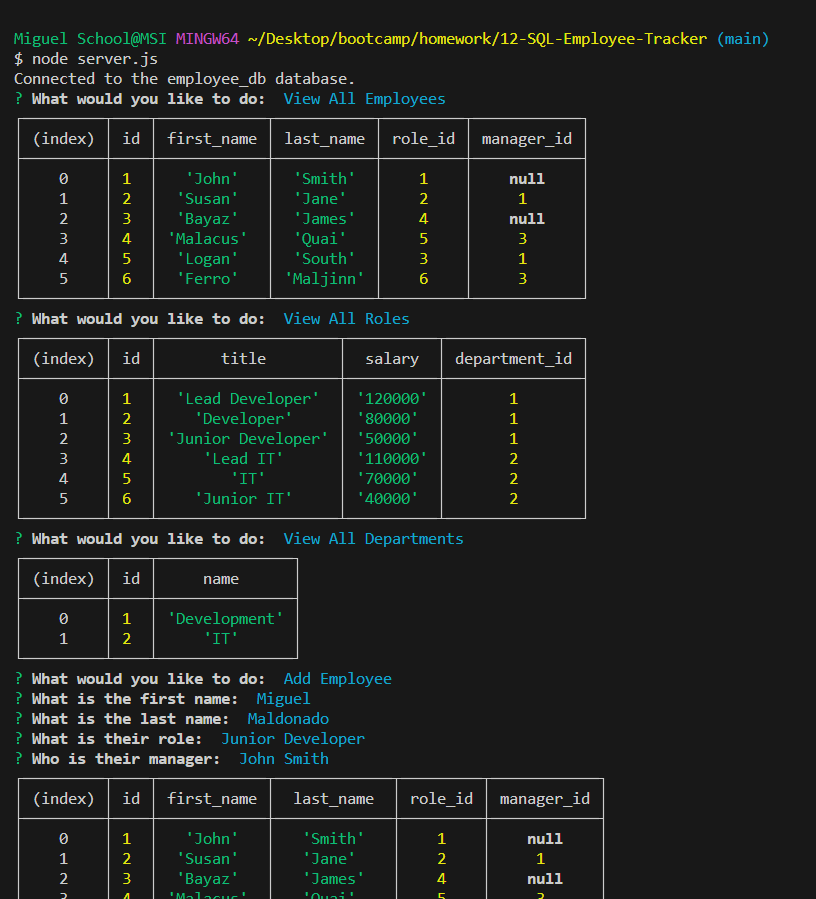 Miguel School@MSI MINGW64 ~/Desktop/bootcamp/homework/12-SQL-Employee-Tracker (main)
$ node server.js
Connected to the employee_db database.
? What would you like to do:  View All Employees
(index) id first_name last_name role_id manager_id
0 1 'John' 'Smith' 1 null
1 2 'Susan' 'Jane' 2 1
2 3 'Bayaz' 'James' 4 null
3 4 'Malacus' 'Quai' 5 3
4 5 'Logan' 'South' 3 1
5 6 'Ferro' 'Maljinn' 6 3
? What would you like to do:  View All Roles
(index) id title salary department_id
0 1 'Lead Developer' '120000' 1
1 2 'Developer' '80000' 1
2 3 'Junior Developer' '50000' 1
3 4 'Lead IT' '110000' 2
4 5 'IT' '70000' 2
5 6 'Junior IT' '40000' 2
? What would you like to do:  View All Departments
(index) id name
0 1 'Development'
1 2 'IT'
? What would you like to do:  Add Employee
? What is the first name:  Miguel
? What is the last name:  Maldonado
? What is their role:  Junior Developer
? Who is their manager:  John Smith
(index) id first_name last_name role_id manager_id
0 1 'John' 'Smith' 1 null
1 2 'Susan' 'Jane' 2 1
2 3 'Bayaz' 'James' 4 null
3 4 'Malacus' 'Quai' 5 3